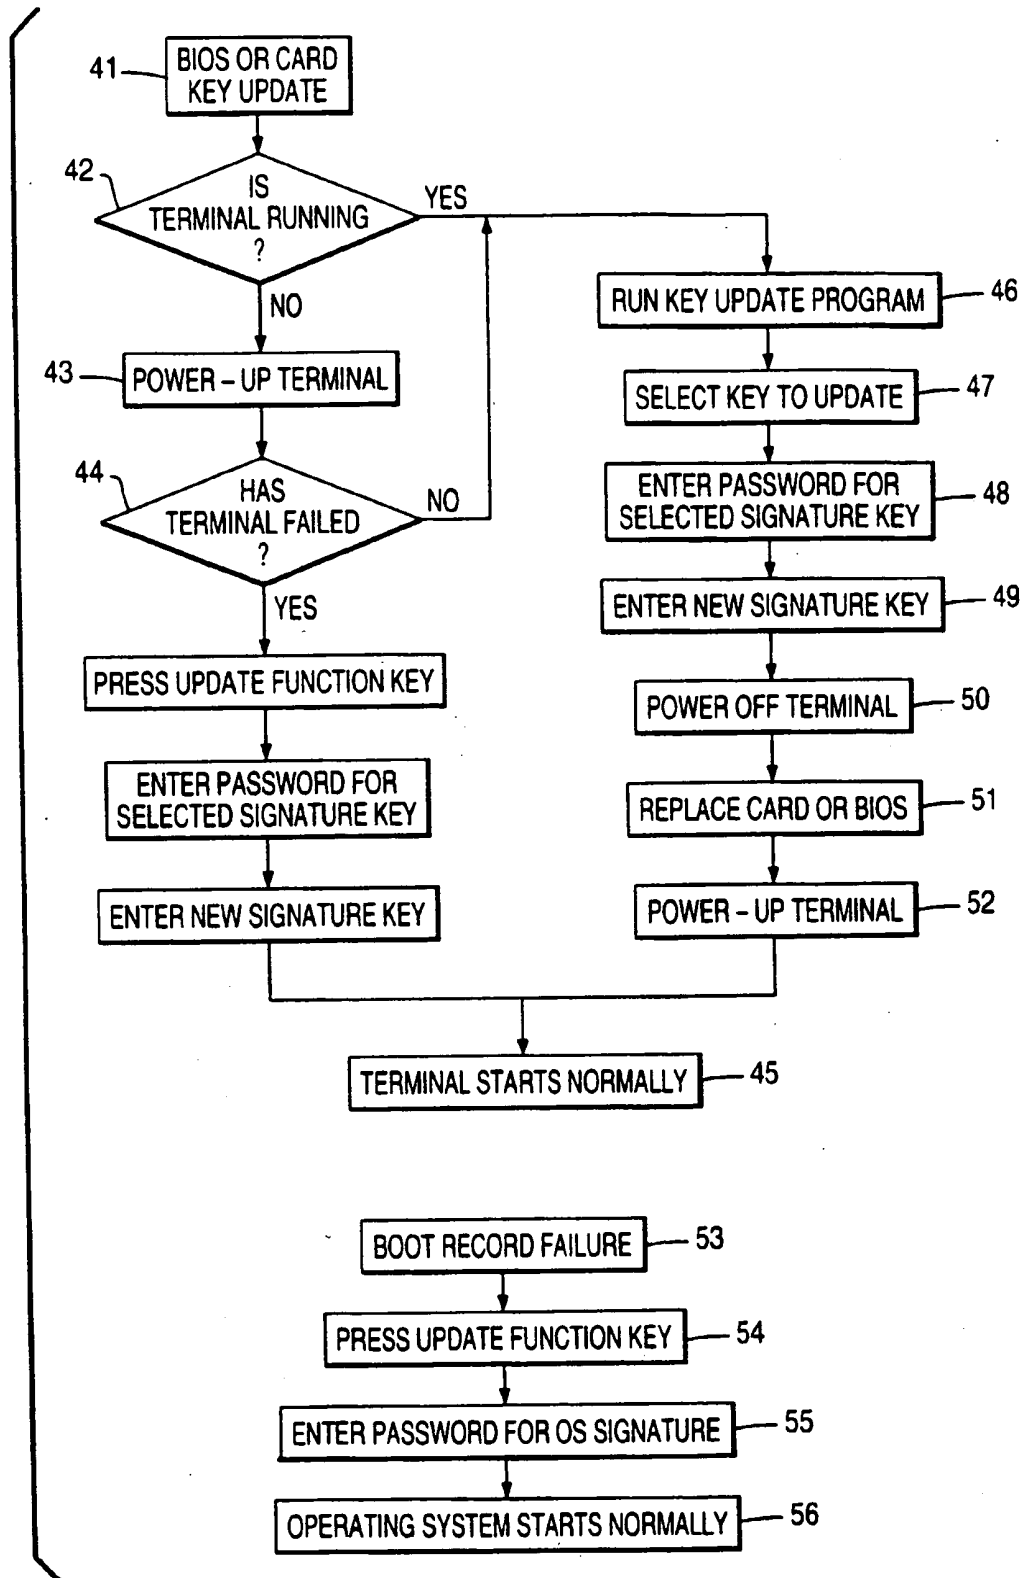 41
BIOS OR CARD
KEY UPDATE
42
IS
TERMINAL RUNNING
?
YES
NO
43
POWER – UP TERMINAL
44
HAS
TERMINAL FAILED
?
NO
YES
PRESS UPDATE FUNCTION KEY
ENTER PASSWORD FOR
SELECTED SIGNATURE KEY
ENTER NEW SIGNATURE KEY
RUN KEY UPDATE PROGRAM
46
SELECT KEY TO UPDATE
47
ENTER PASSWORD FOR
SELECTED SIGNATURE KEY
48
ENTER NEW SIGNATURE KEY
49
POWER OFF TERMINAL
50
REPLACE CARD OR BIOS
51
POWER – UP TERMINAL
52
TERMINAL STARTS NORMALLY
45
BOOT RECORD FAILURE
53
PRESS UPDATE FUNCTION KEY
54
ENTER PASSWORD FOR OS SIGNATURE
55
OPERATING SYSTEM STARTS NORMALLY
56